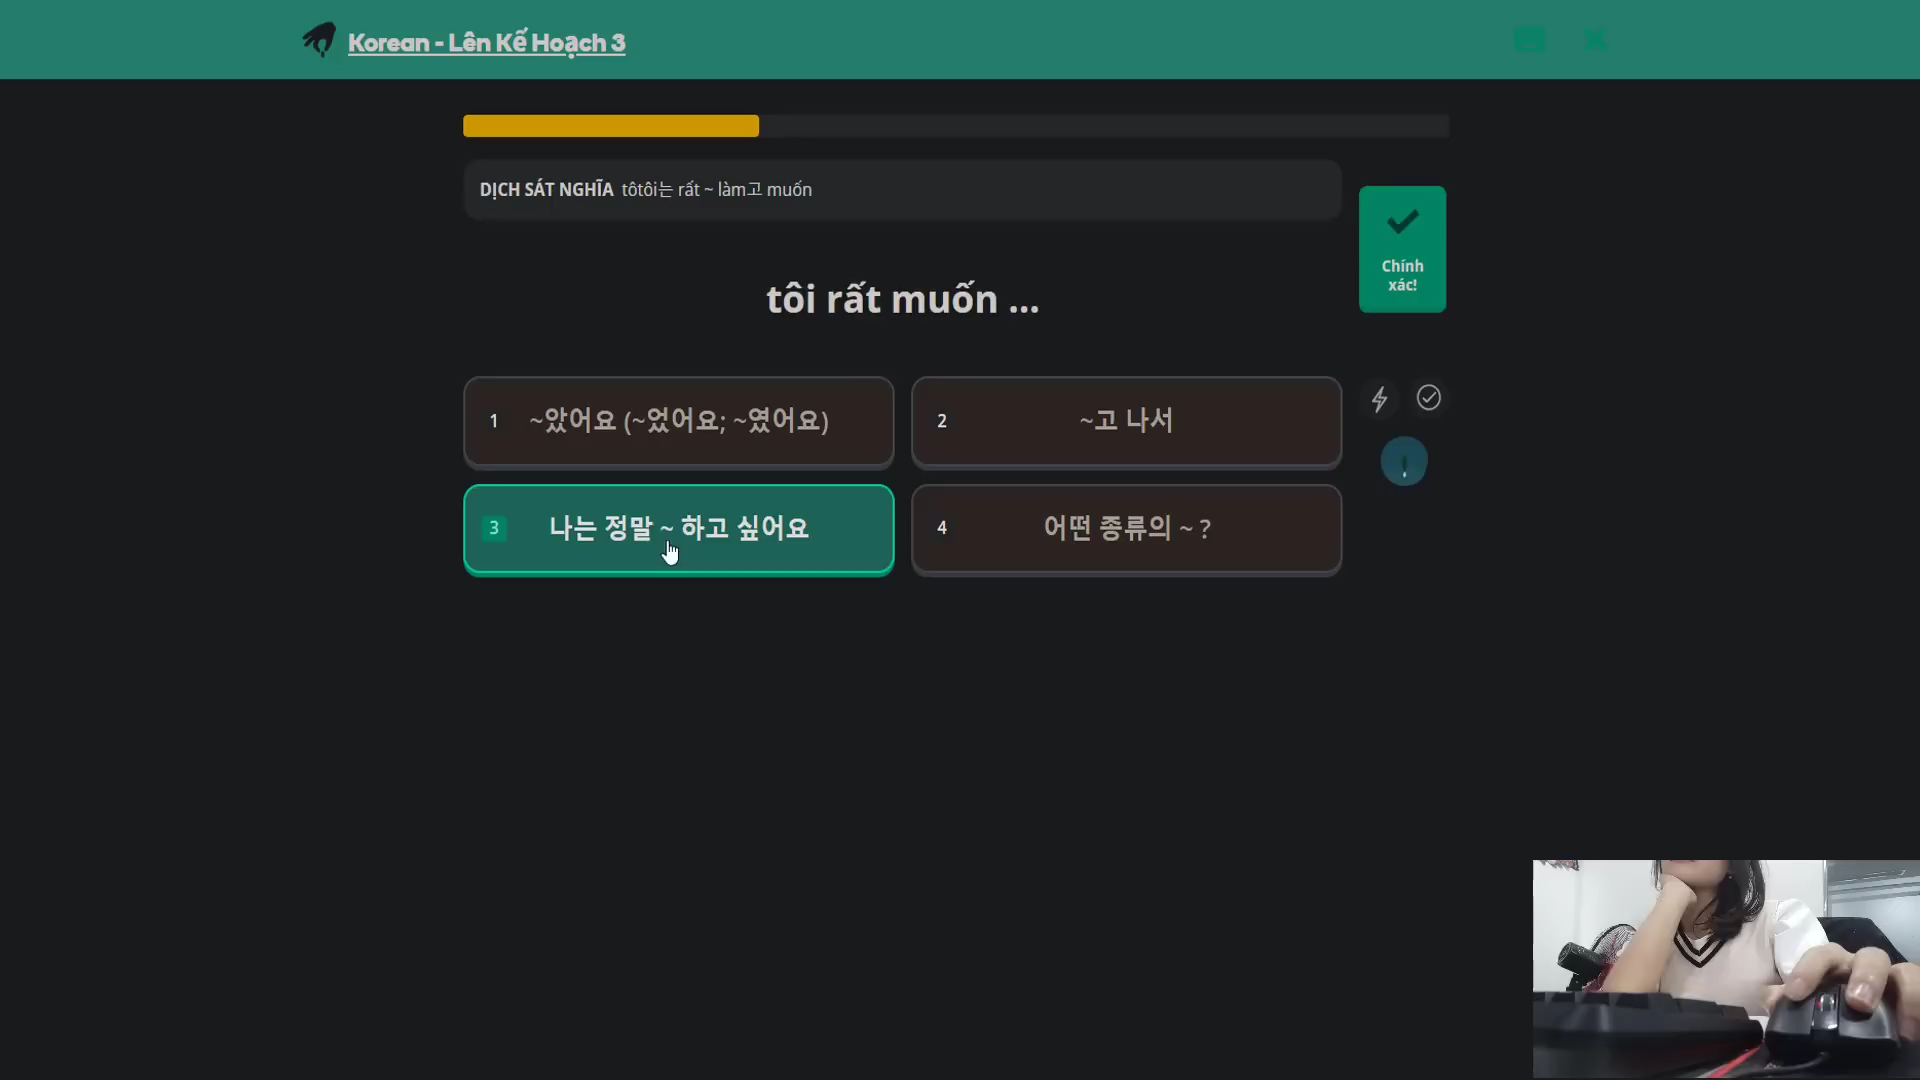 Korean - Lên Kế Hoạch 3
DỊCH SÁT NGHĨA tôtôi는 rất ~ làm고 muốn
Chính
xác!
tôi rất muốn ...
1 ~았어요 (~었어요; ~였어요)
2 ~고 나서
3 나는 정말 ~ 하고 싶어요
4 어떤 종류의 ~ ?